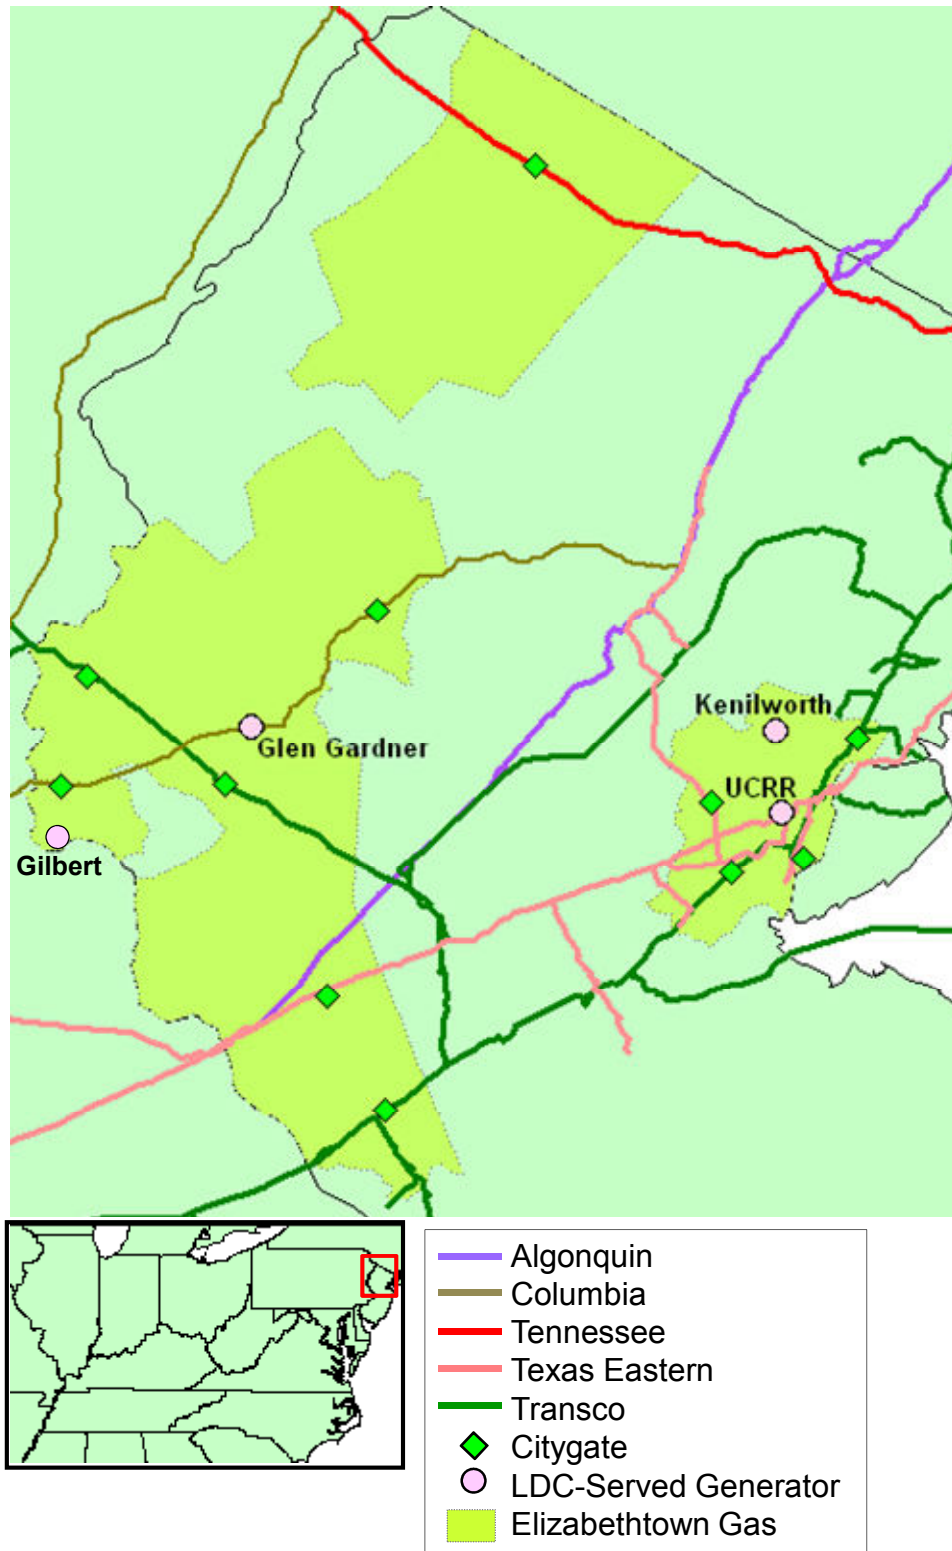 Kenilworth
Glen Gardner
UCRR
Gilbert
Algonquin
Columbia
Tennessee
Texas Eastern
Transco
Citygate
LDC-Served Generator
Elizabethtown Gas